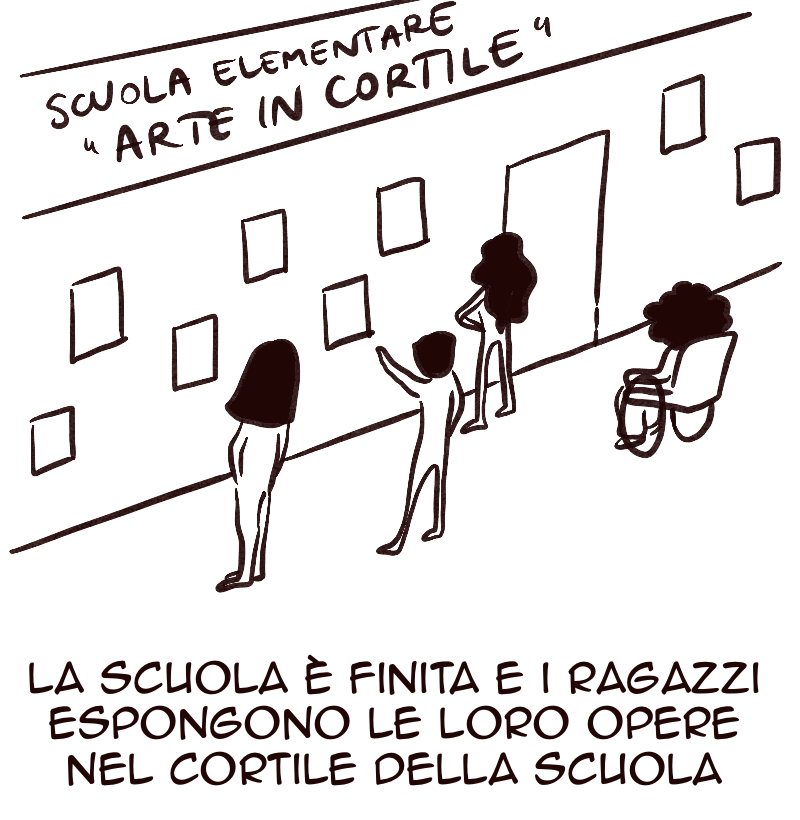 SCUOLA ELEMENTARE
"ARTE IN CORTILE"
LA SCUOLA È FINITA E I RAGAZZI
ESPONGONO LE LORO OPERE
NEL CORTILE DELLA SCUOLA